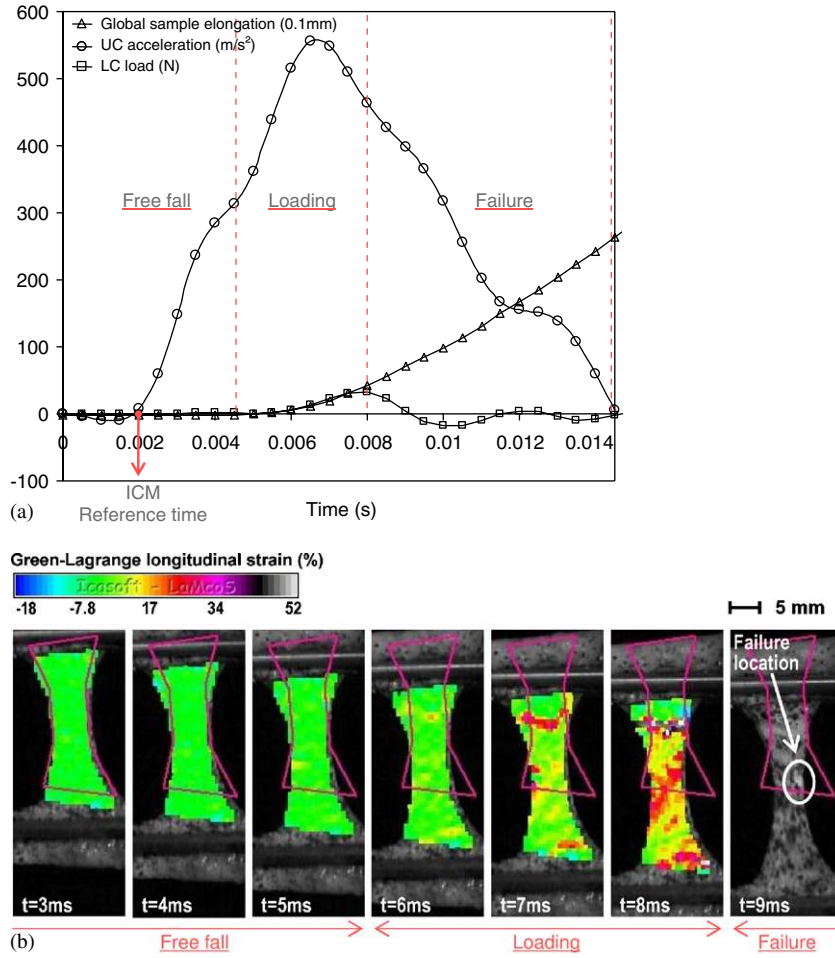 600
500
400
300
200
100
0
-100
Global sample elongation (0.1mm)
UC acceleration (m/s²)
LC load (N)
Free fall
Loading
Failure
0
0.002
0.004
0.006
0.008
0.01
0.012
0.014
ICM
Reference time
Time (s)
(a)
Green-Lagrange longitudinal strain (%)
Icasoft - LaMcoS
-18
-7.8
17
34
52
5 mm
Failure
location
t=3ms
t=4ms
t=5ms
t=6ms
t=7ms
t=8ms
t=9ms
(b)
Free fall
Loading
Failure